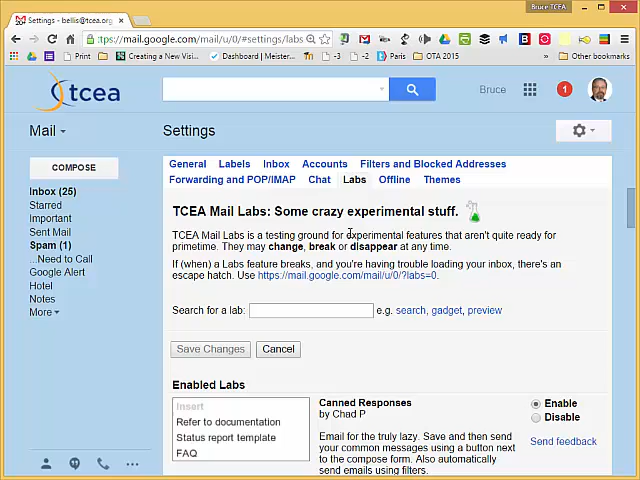 Bruce TCEA
Settings - bellis@tcea.org
https://mail.google.com/mail/u/0/#settings/labs
Print
Creating a New Visi
Dashboard | Meister
TF
Paris
OTA 2015
»
Other bookmarks
tcea
Bruce
1
Mail
Settings
COMPOSE
General Labels Inbox Accounts Filters and Blocked Addresses
Forwarding and POP/IMAP Chat Labs Offline Themes
Inbox (25)
Starred
Important
Sent Mail
Spam (1)
...Need to Call
Google Alert
Hotel
Notes
More
TCEA Mail Labs: Some crazy experimental stuff.
TCEA Mail Labs is a testing ground for experimental features that aren't quite ready for
primetime. They may change, break or disappear at any time.
If (when) a Labs feature breaks, and you're having trouble loading your inbox, there's an
escape hatch. Use https://mail.google.com/mail/u/0/?labs=0.
Search for a lab: e.g. search, gadget, preview
Save Changes Cancel
Enabled Labs
Insert
Refer to documentation
Status report template
FAQ
Canned Responses
by Chad P
Email for the truly lazy. Save and then send
your common messages using a button next
to the compose form. Also automatically
send emails using filters.
Enable
Disable
Send feedback